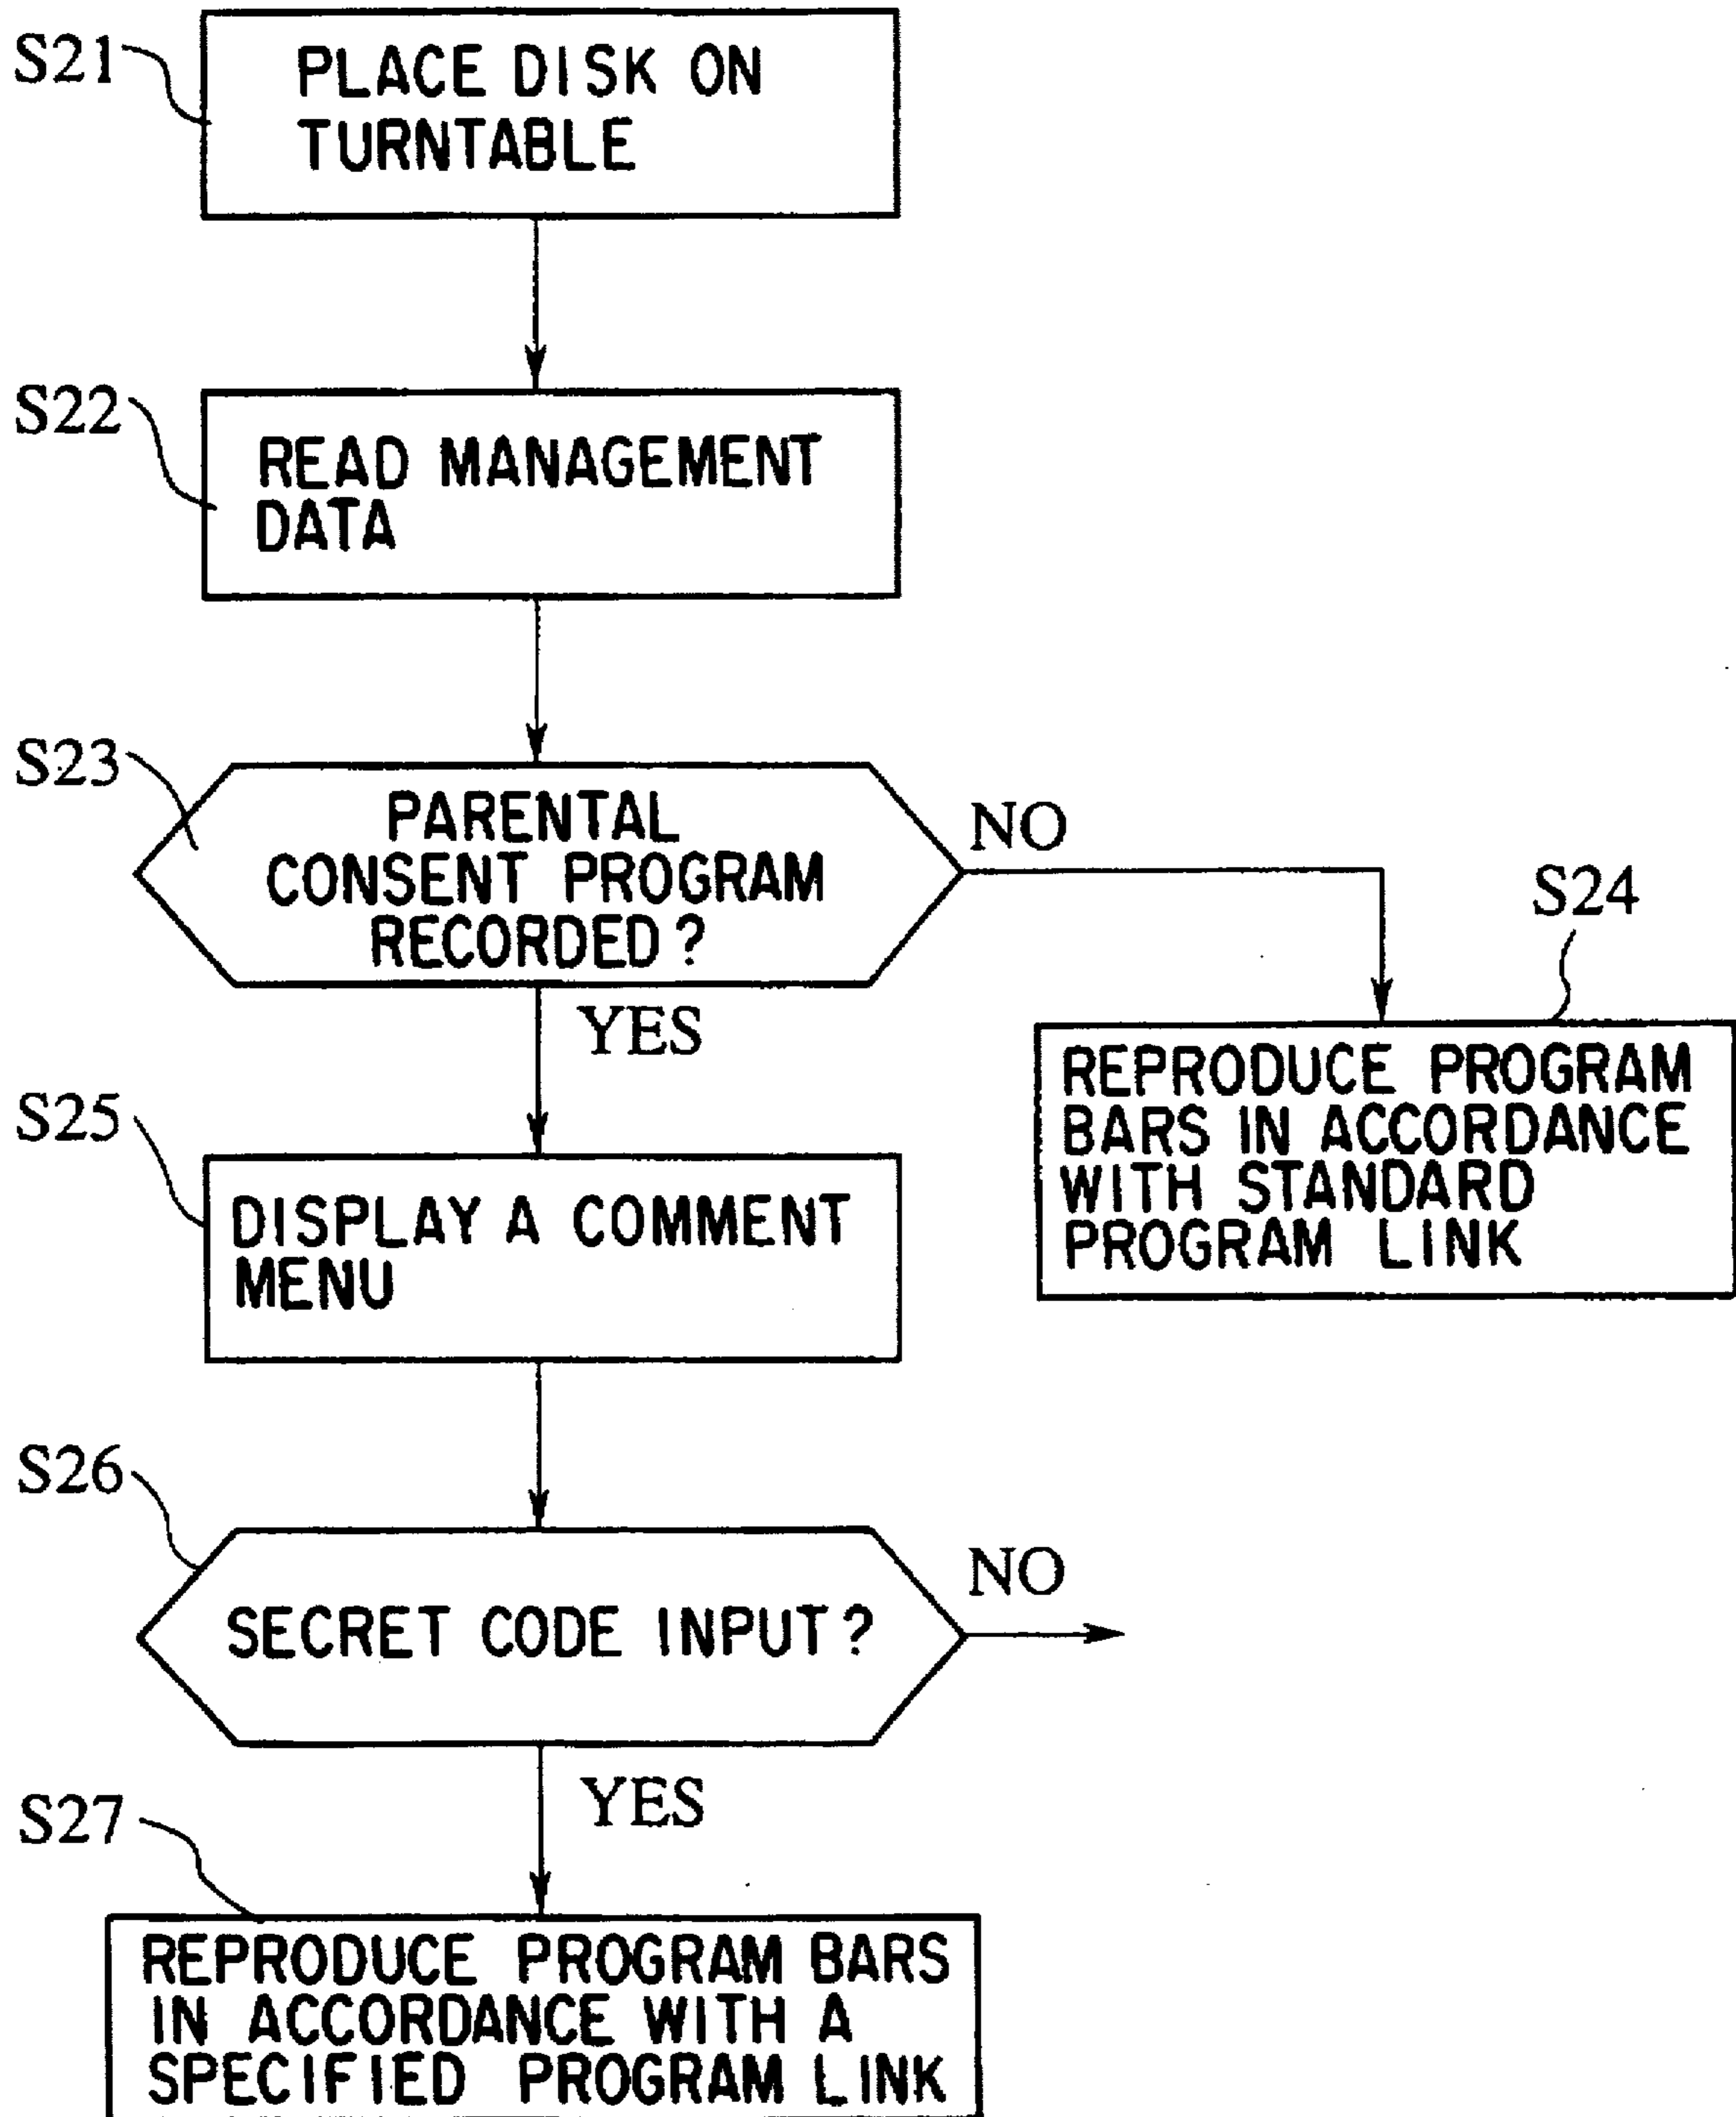 S21
PLACE DISK ON
TURNTABLE
S22
READ MANAGEMENT
DATA
S23
PARENTAL
CONSENT PROGRAM
RECORDED?
NO
YES
S24
REPRODUCE PROGRAM
BARS IN ACCORDANCE
WITH STANDARD
PROGRAM LINK
S25
DISPLAY A COMMENT
MENU
S26
SECRET CODE INPUT?
NO
YES
S27
REPRODUCE PROGRAM BARS
IN ACCORDANCE WITH A
SPECIFIED PROGRAM LINK